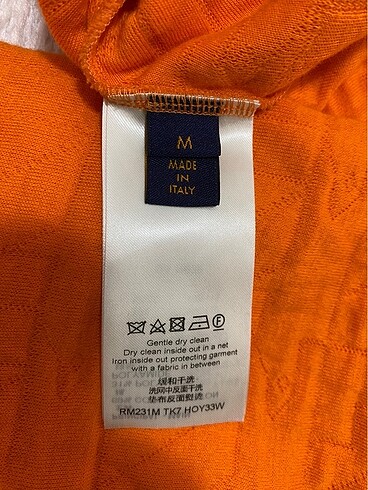 M
MADE
IN
ITALY
Gentle dry clean
Dry clean inside out in a net
Iron inside out protecting garment
with a fabric in between
缓和干洗
洗网中反面干洗
垫布反面熨烫
RM231M TK7 HOY33W